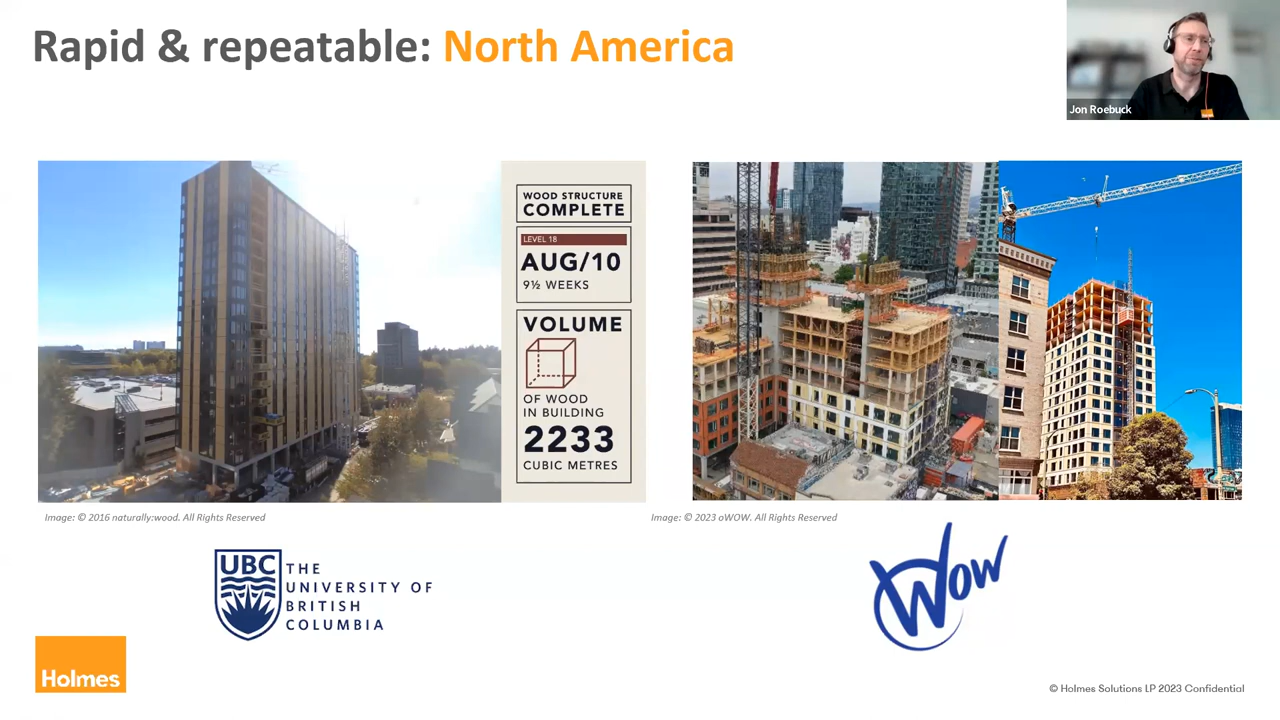 Rapid & repeatable: North America
Jon Roebuck
WOOD STRUCTURE
COMPLETE
LEVEL 18
AUG/10
9½ WEEKS
VOLUME
OF WOOD
IN BUILDING
2233
CUBIC METRES
Image: © 2016 naturally:wood. All Rights Reserved
Image: © 2023 oWOW. All Rights Reserved
UBC
THE
UNIVERSITY OF
BRITISH
COLUMBIA
WOW
Holmes
© Holmes Solutions LP 2023 Confidential